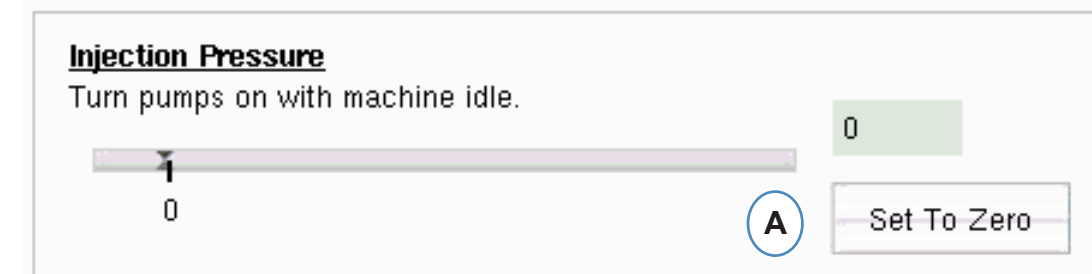 Injection Pressure
Turn pumps on with machine idle.
0
0
A
Set To Zero